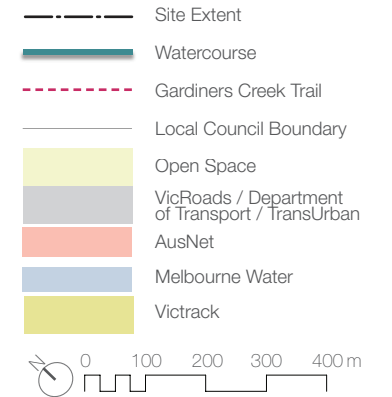 Site Extent
Watercourse
Gardiners Creek Trail
Local Council Boundary
Open Space
VicRoads / Department
of Transport / TransUrban
AusNet
Melbourne Water
Victrack
N 0 100 200 300 400 m